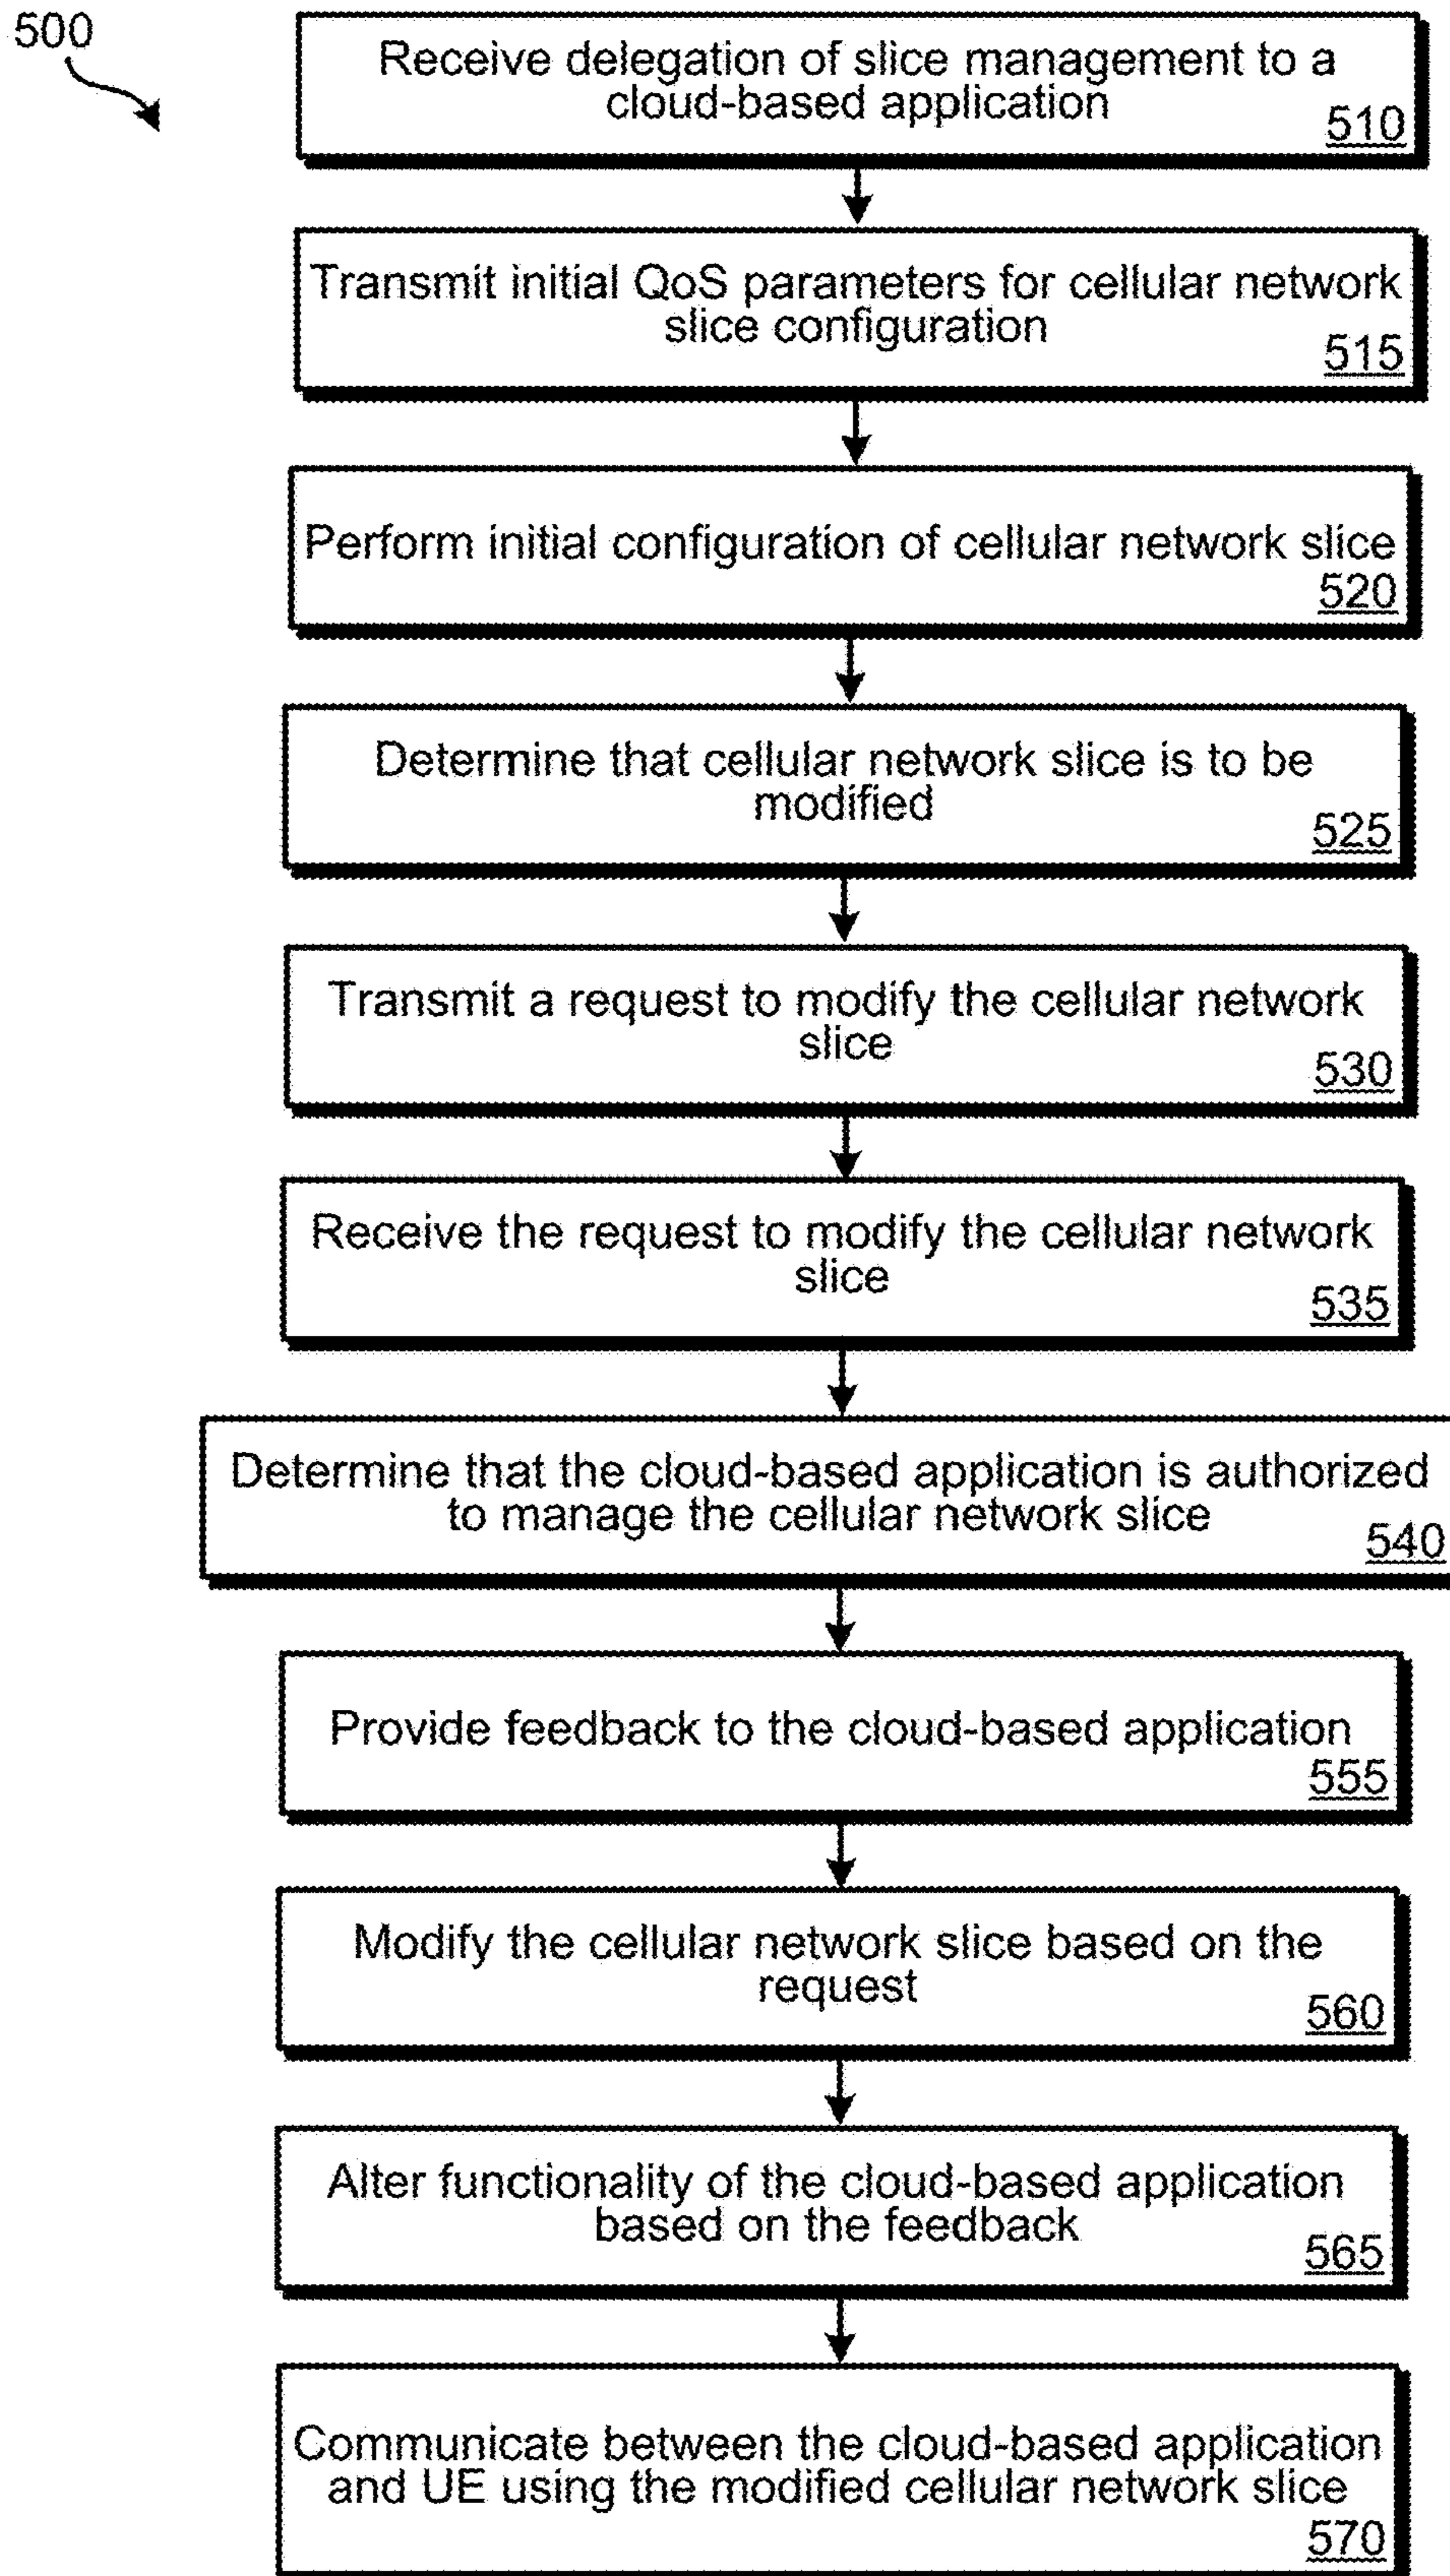 500
Receive delegation of slice management to a
cloud-based application
510
Transmit initial QoS parameters for cellular network
slice configuration
515
Perform initial configuration of cellular network slice
520
Determine that cellular network slice is to be
modified
525
Transmit a request to modify the cellular network
slice
530
Receive the request to modify the cellular network
slice
535
Determine that the cloud-based application is authorized
to manage the cellular network slice
540
Provide feedback to the cloud-based application
555
Modify the cellular network slice based on the
request
560
Alter functionality of the cloud-based application
based on the feedback
565
Communicate between the cloud-based application
and UE using the modified cellular network slice
570